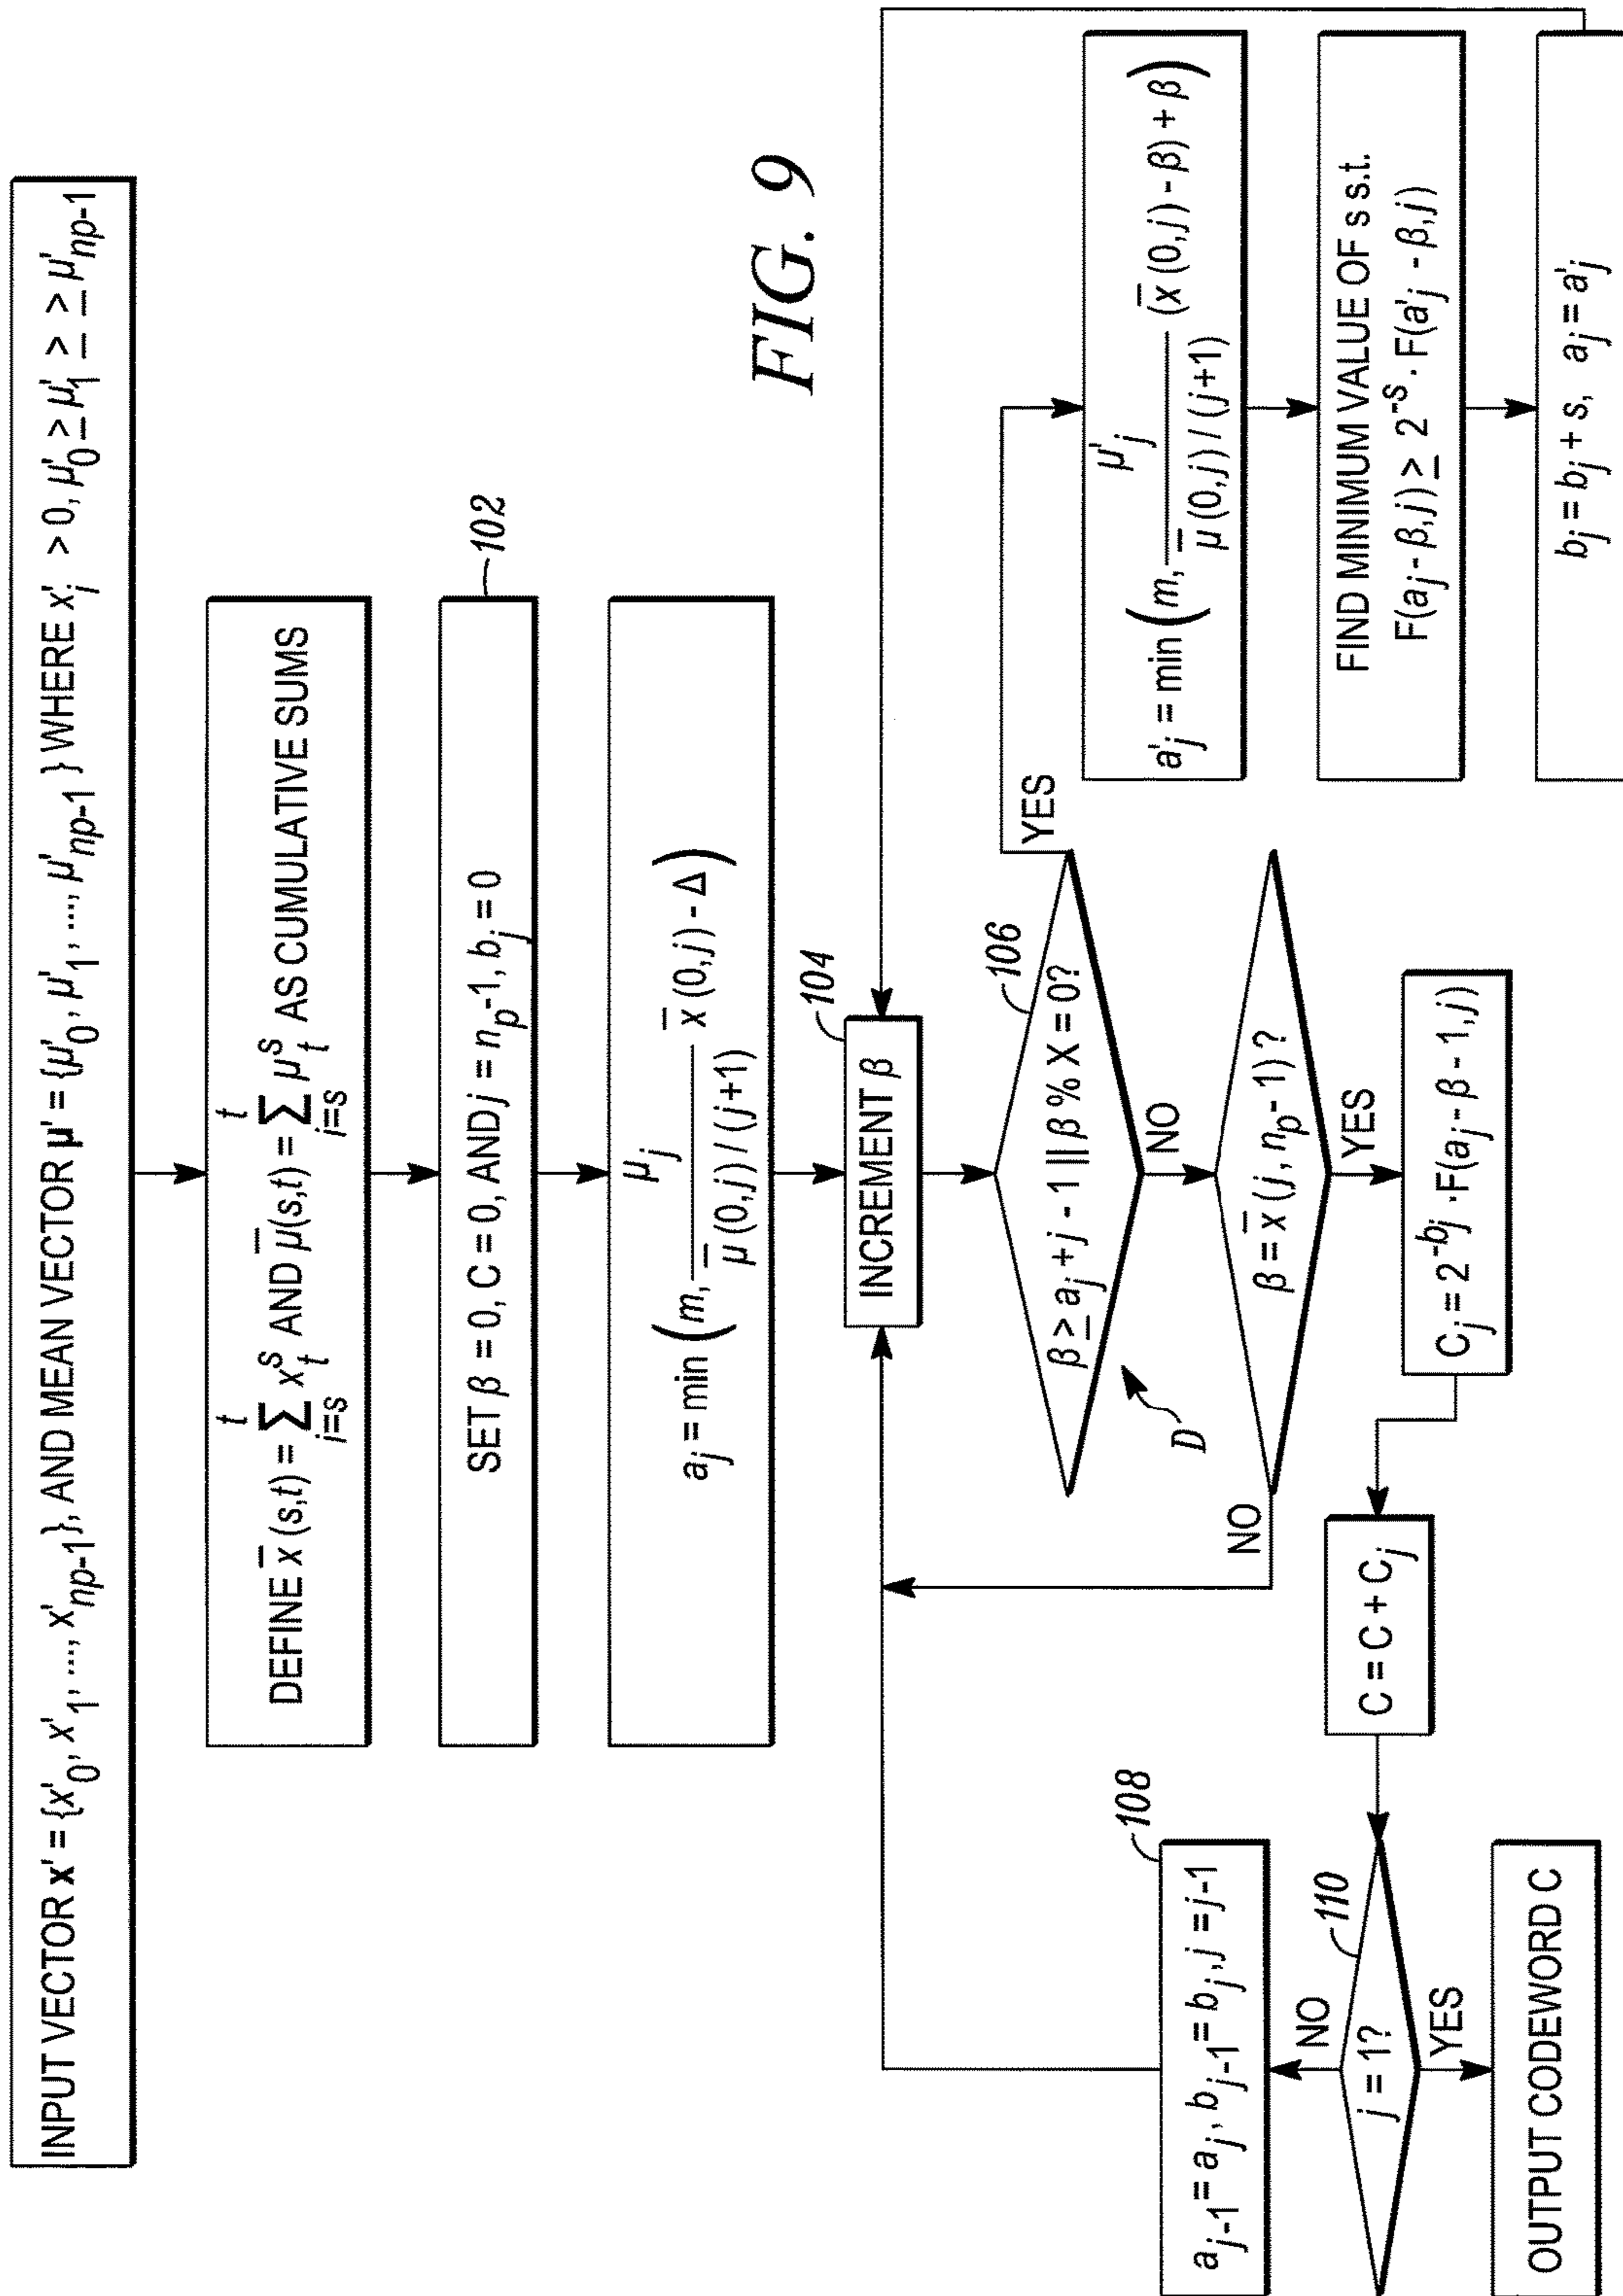 INPUT VECTOR x' = {x'0, x'1, ..., x'np-1}, AND MEAN VECTOR μ' = {μ'0, μ'1, ..., μ'np-1 } WHERE x'i > 0, μ'0 ≥ μ'1 ≥ ≥ μ'np-1
DEFINE x̄ (s,t) = Σ(i=s to t) x_t^s AND μ̄(s,t) = Σ(i=s to t) μ_t^s AS CUMULATIVE SUMS
102
SET β = 0, C = 0, AND j = np-1, bj = 0
aj = min ( m, μj / μ̄ (0,j) / (j+1) x̄ (0,j) - Δ )
FIG. 9
104
INCREMENT β
106
β ≥ aj + j - 1 || β % X = 0?
D
YES
NO
a'j = min ( m, μ'j / μ̄ (0,j) / (j+1) (x̄ (0,j) - β) + β )
FIND MINIMUM VALUE OF s s.t.
F(aj - β,j) ≥ 2^-s · F(a'j - β,j)
bj = bj + s, aj = a'j
β = x̄ (j, np - 1) ?
NO
YES
Cj = 2^-bj · F(aj - β - 1,j)
C = C + Cj
110
j = 1?
NO
YES
108
aj-1 = aj, bj-1 = bj, j = j-1
OUTPUT CODEWORD C